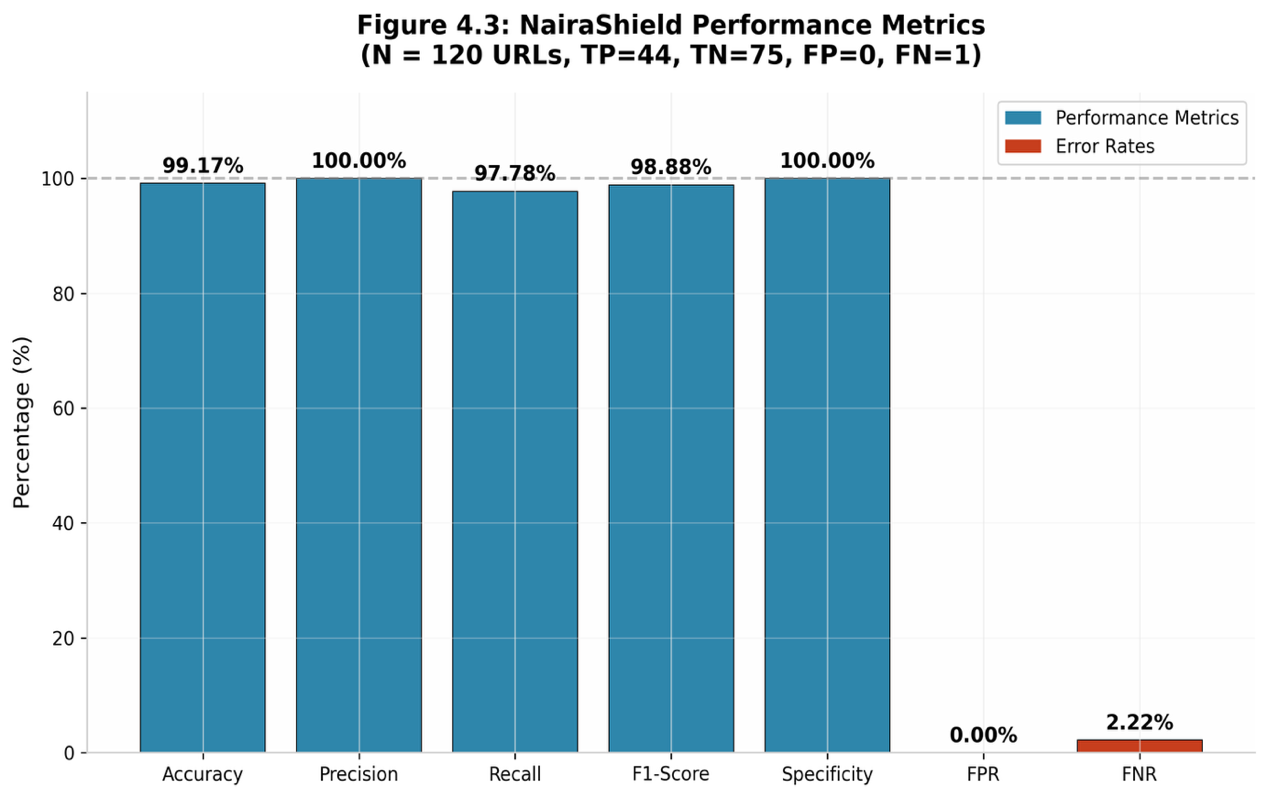 Figure 4.3: NairaShield Performance Metrics
(N = 120 URLs, TP=44, TN=75, FP=0, FN=1)
Performance Metrics
Error Rates
99.17%
100.00%
97.78%
98.88%
100.00%
0.00%
2.22%
Percentage (%)
100
80
60
40
20
0
Accuracy
Precision
Recall
F1-Score
Specificity
FPR
FNR